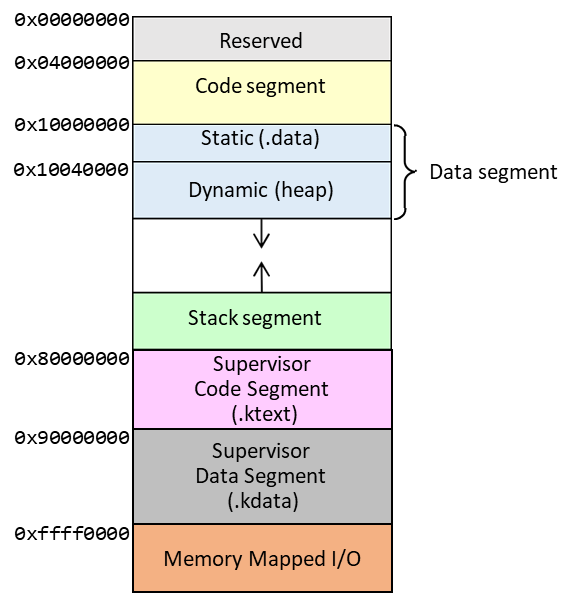 0x00000000
Reserved
0x04000000
Code segment
0x10000000
Static (.data)
0x10040000
Dynamic (heap)
Data segment
Stack segment
0x80000000
Supervisor
Code Segment
(.ktext)
0x90000000
Supervisor
Data Segment
(.kdata)
0xffff0000
Memory Mapped I/O